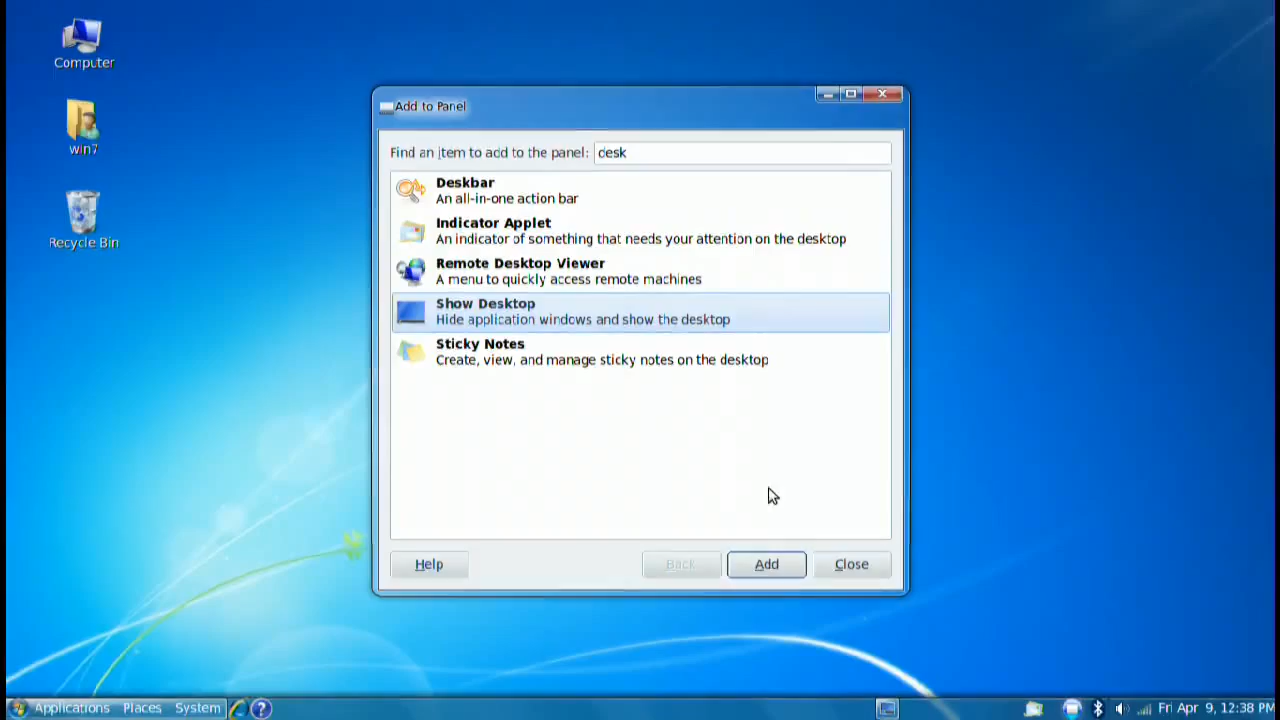 Computer
win7
Recycle Bin
Add to Panel
Find an item to add to the panel: desk
Deskbar
An all-in-one action bar
Indicator Applet
An indicator of something that needs your attention on the desktop
Remote Desktop Viewer
A menu to quickly access remote machines
Show Desktop
Hide application windows and show the desktop
Sticky Notes
Create, view, and manage sticky notes on the desktop
Help Back Add Close
Applications Places System Fri Apr 9, 12:38 PM